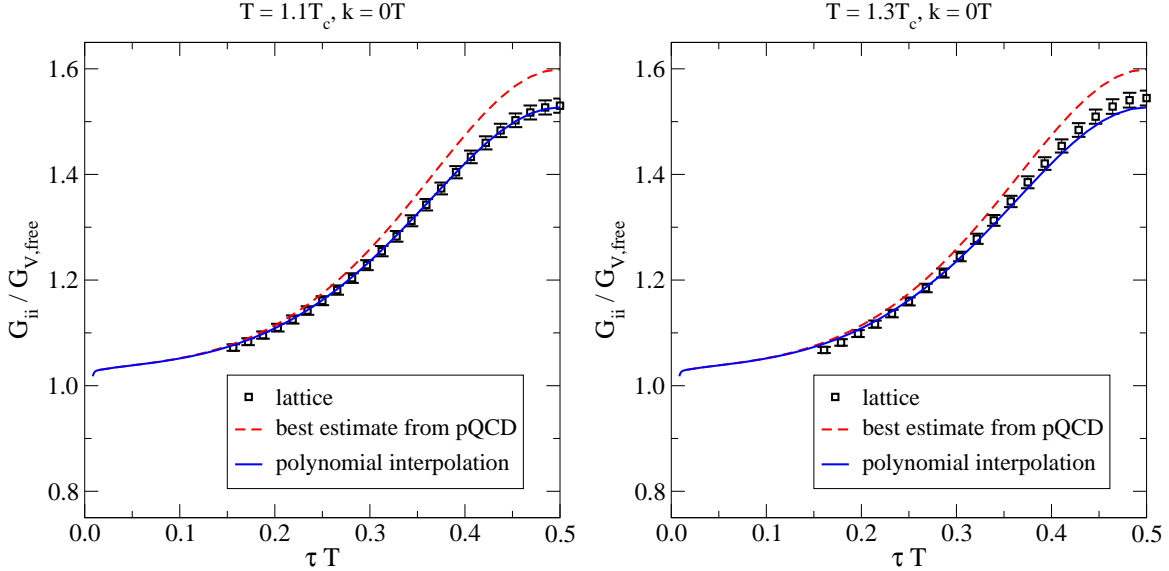 T = 1.1T_c, k = 0T
1.6
1.4
1.2
1.0
0.8
G_ii / G_V,free
lattice
best estimate from pQCD
polynomial interpolation
0.0 0.1 0.2 0.3 0.4 0.5
τ T
T = 1.3T_c, k = 0T
1.6
1.4
1.2
1.0
0.8
G_ii / G_V,free
lattice
best estimate from pQCD
polynomial interpolation
0.0 0.1 0.2 0.3 0.4 0.5
τ T